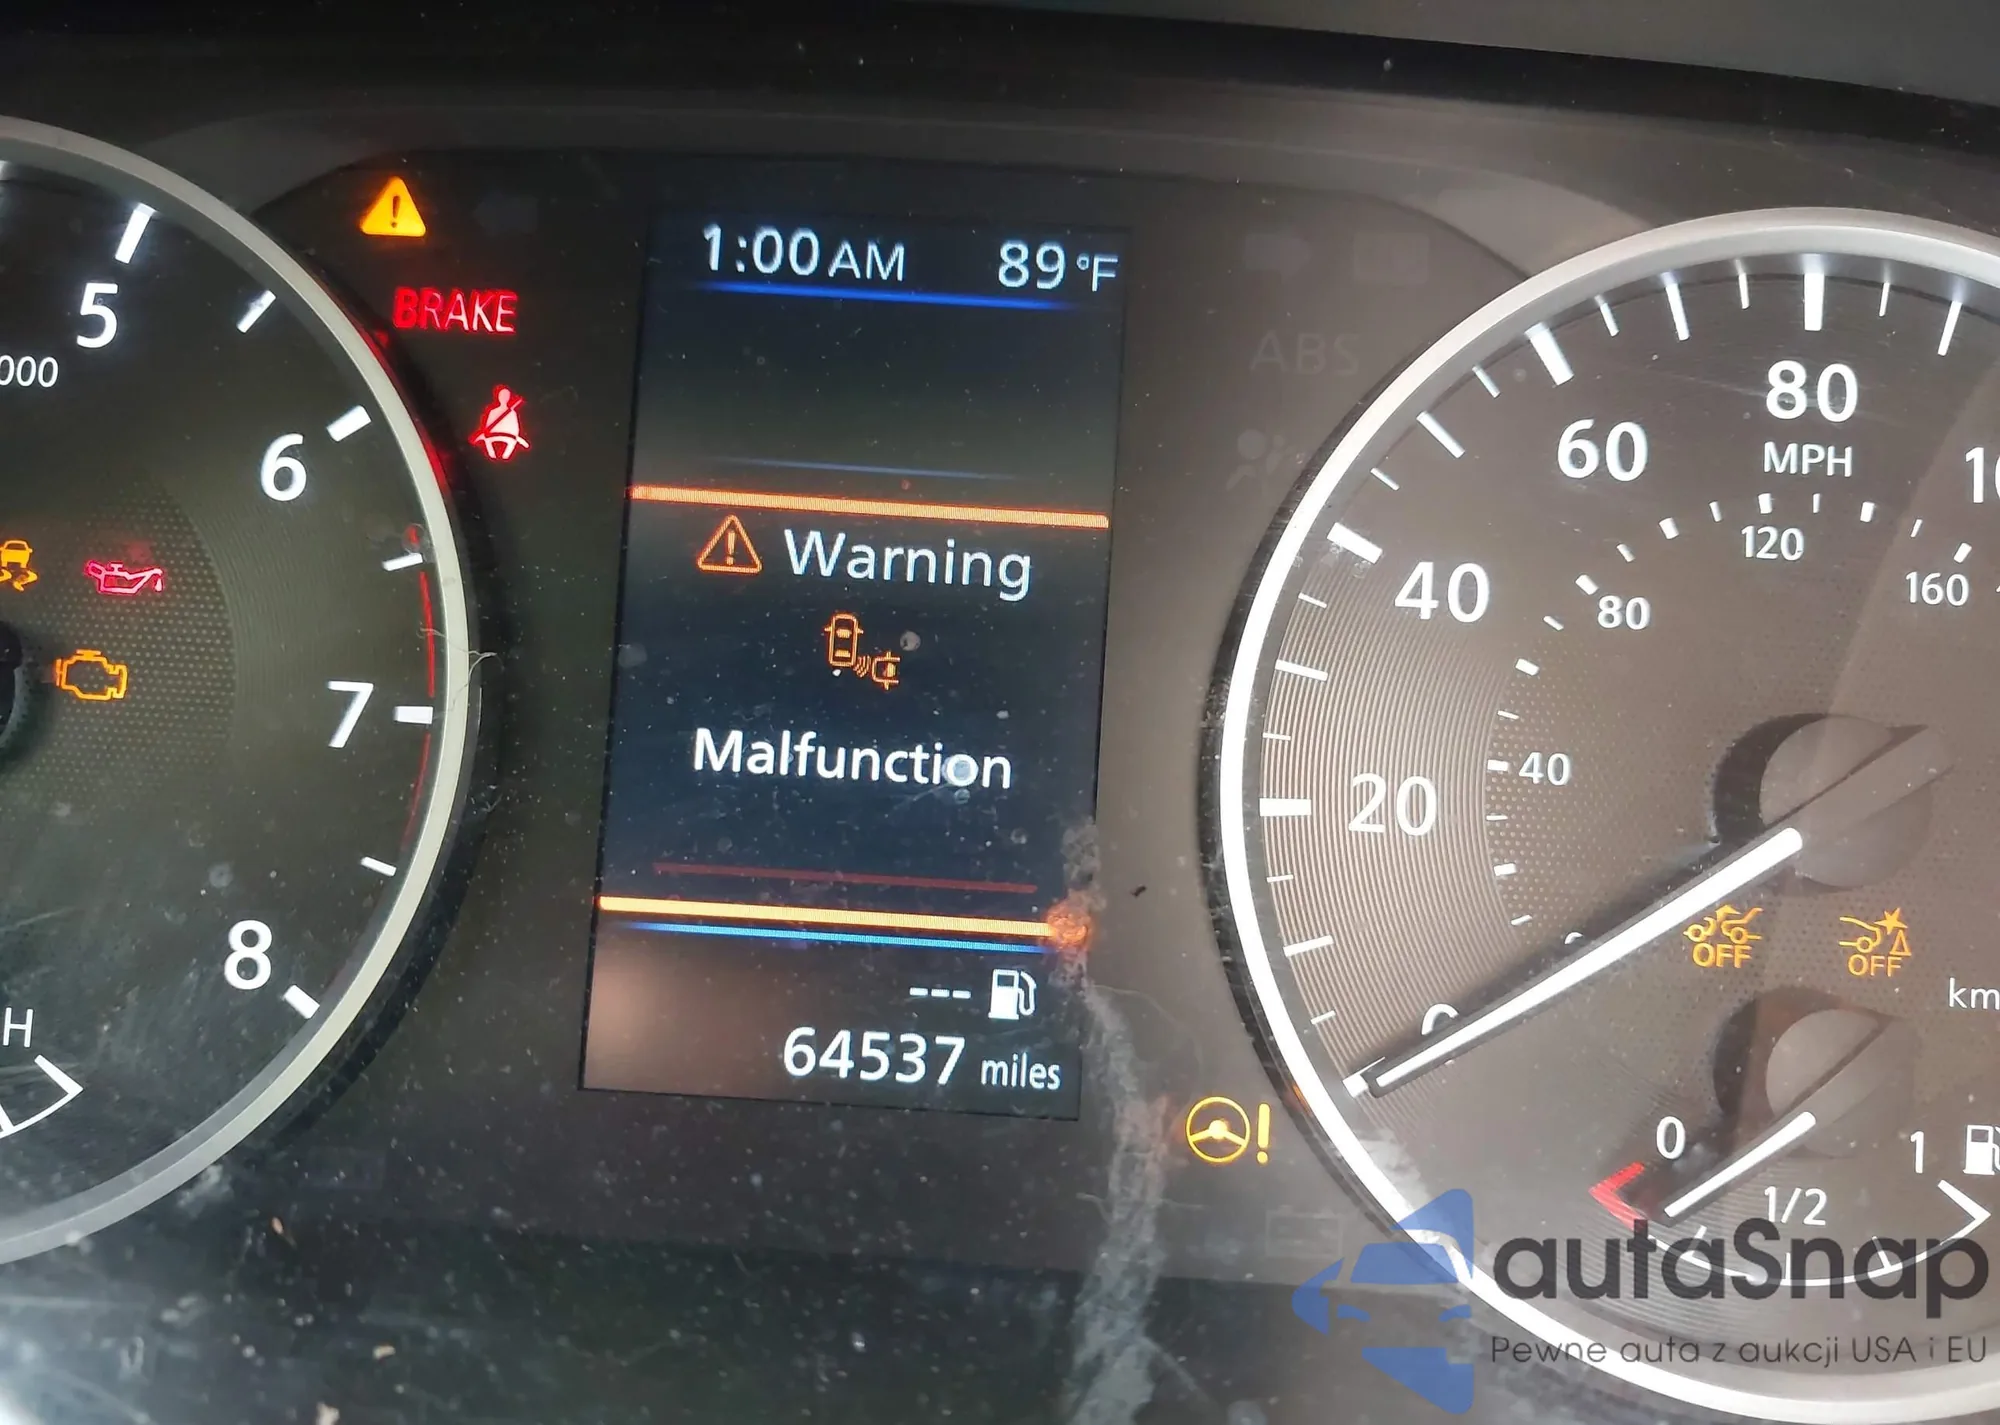 1:00 AM 89 °F
BRAKE
ABS
5
000
6
7
8
H
Warning
Malfunction
---
64537 miles
80
MPH
60
40
20
0
120
160
80
40
OFF
OFF
km
0
1/2
1
autaSnap
Pewne auta z aukcji USA i EU